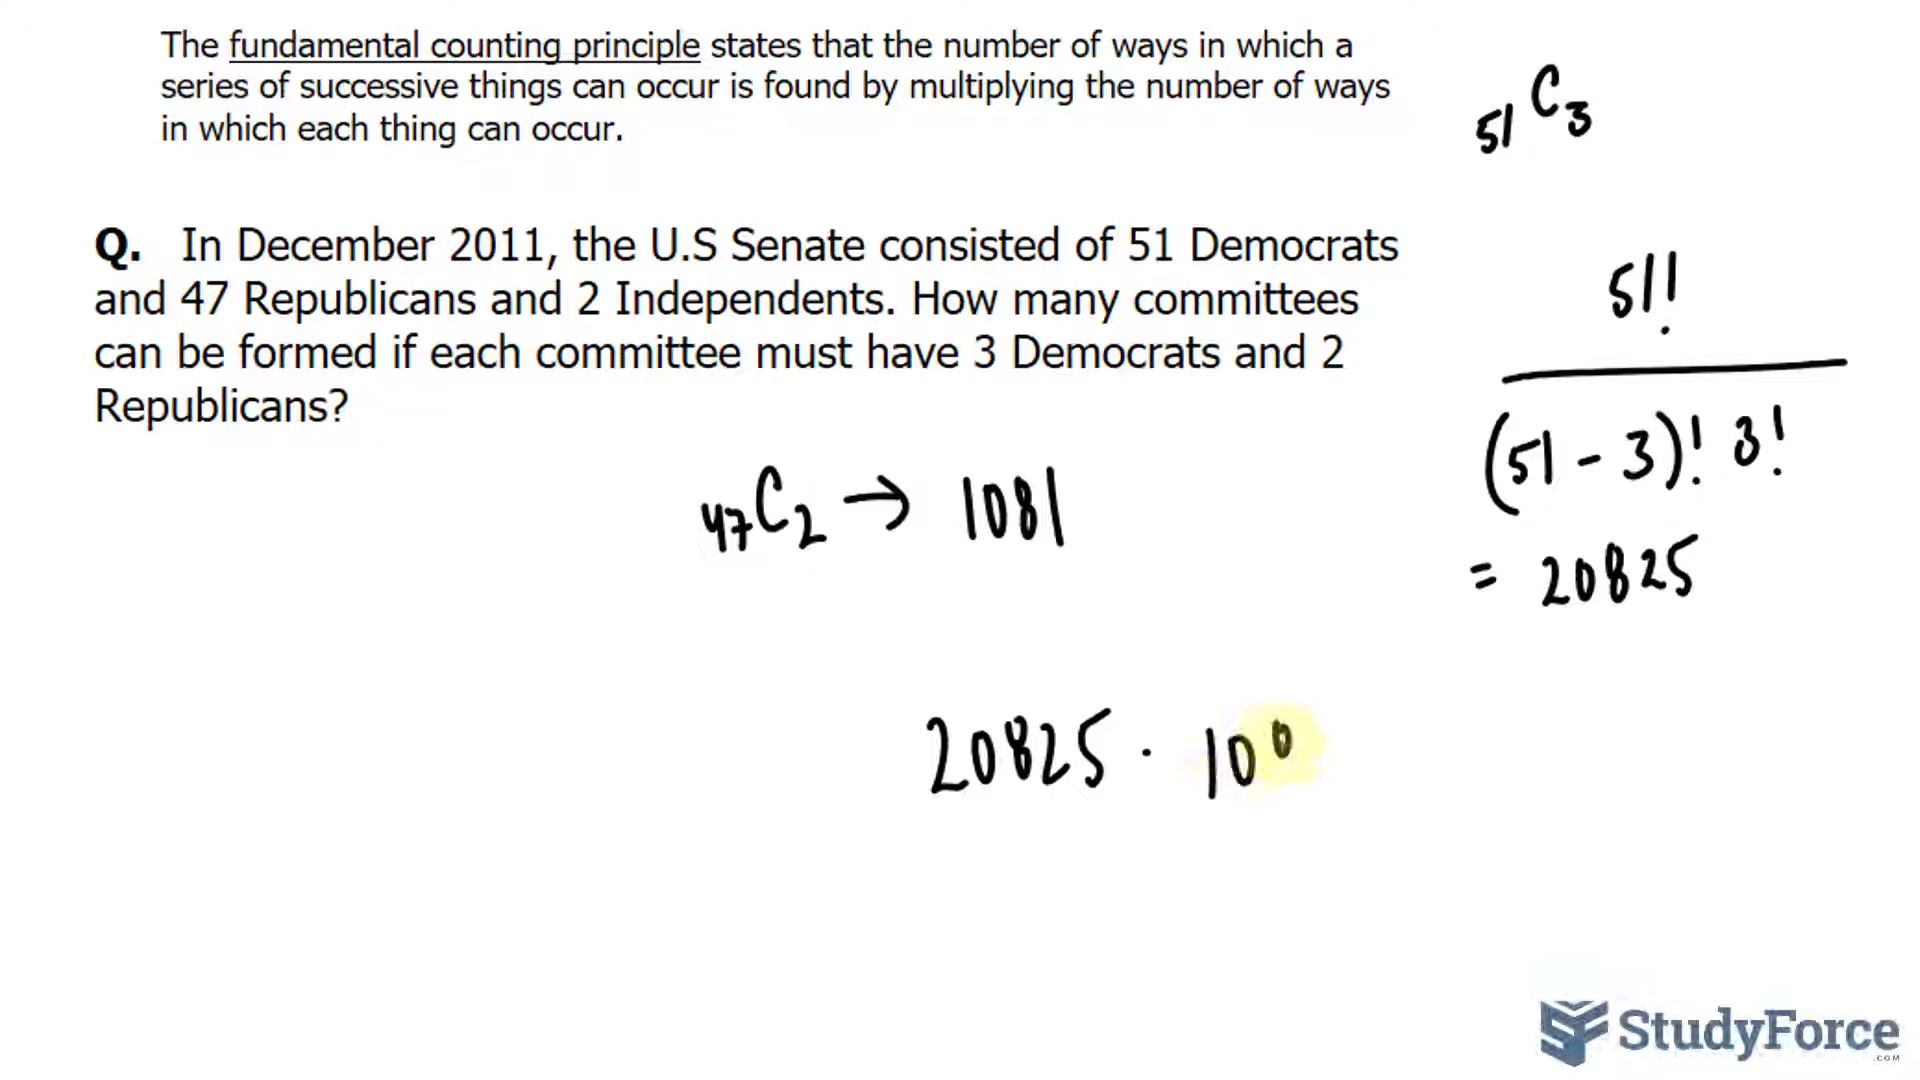 The fundamental counting principle states that the number of ways in which a
series of successive things can occur is found by multiplying the number of ways
in which each thing can occur.
51C3
Q. In December 2011, the U.S Senate consisted of 51 Democrats
and 47 Republicans and 2 Independents. How many committees
can be formed if each committee must have 3 Democrats and 2
Republicans?
51!
(51 - 3)! 3!
= 20825
47C2 → 1081
20825 · 100
StudyForce
.COM